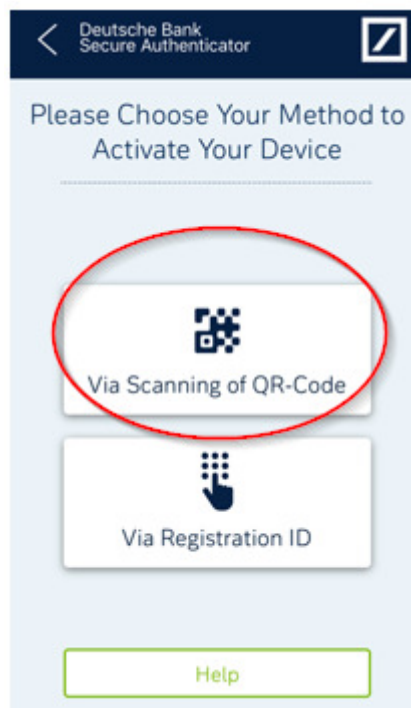 Deutsche Bank
Secure Authenticator
Please Choose Your Method to
Activate Your Device
Via Scanning of QR-Code
Via Registration ID
Help